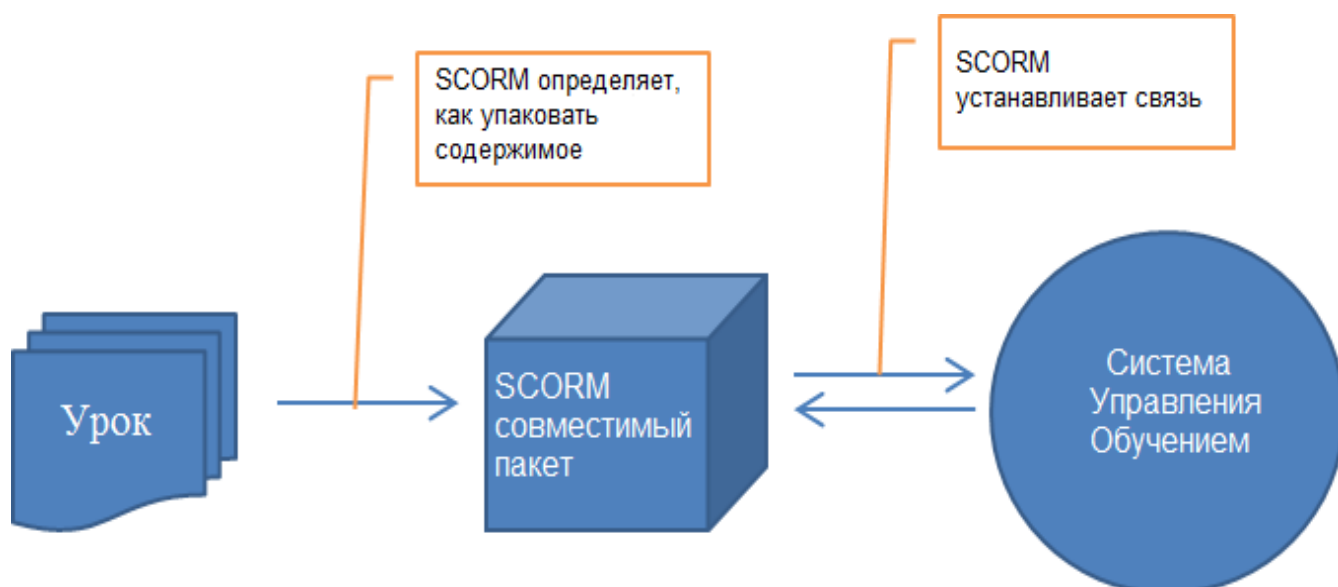 SCORM определяет,
как упаковать
содержимое
SCORM
устанавливает связь
Урок
SCORM
совместимый
пакет
Система
Управления
Обучением